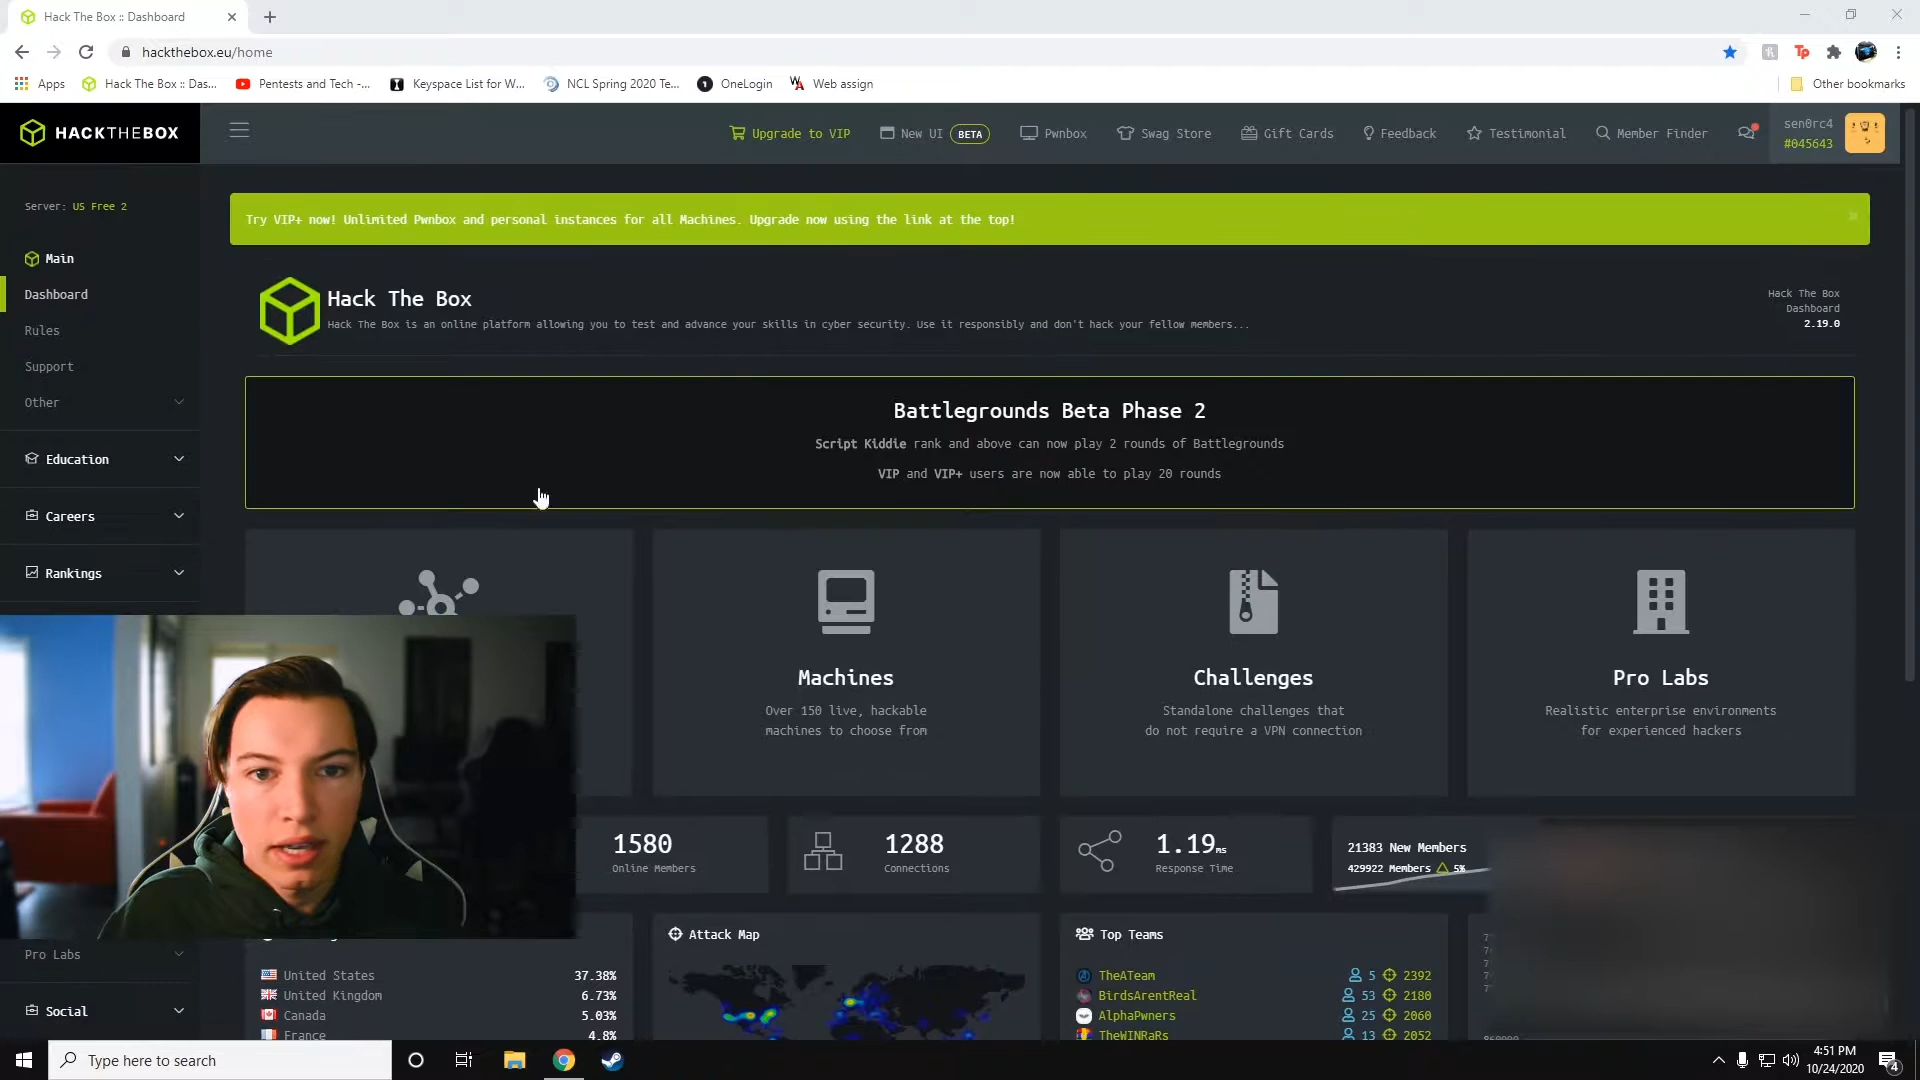 Hack The Box :: Dashboard
hackthebox.eu/home
Apps
Hack The Box :: Das...
Pentests and Tech -...
Keyspace List for W...
NCL Spring 2020 Te...
OneLogin
Web assign
Other bookmarks
HACKTHEBOX
Upgrade to VIP
New UI BETA
Pwnbox
Swag Store
Gift Cards
Feedback
Testimonial
Member Finder
sen0rc4
#045643
Server: US Free 2
Try VIP+ now! Unlimited Pwnbox and personal instances for all Machines. Upgrade now using the link at the top!
Main
Dashboard
Rules
Support
Other
Education
Careers
Rankings
Hack The Box
Hack The Box is an online platform allowing you to test and advance your skills in cyber security. Use it responsibly and don't hack your fellow members...
Hack The Box
Dashboard
2.19.0
Battlegrounds Beta Phase 2
Script Kiddie rank and above can now play 2 rounds of Battlegrounds
VIP and VIP+ users are now able to play 20 rounds
Machines
Over 150 live, hackable
machines to choose from
Challenges
Standalone challenges that
do not require a VPN connection
Pro Labs
Realistic enterprise environments
for experienced hackers
1580
Online Members
1288
Connections
1.19ms
Response Time
21383 New Members
429922 Members 5%
Pro Labs
Social
United States 37.38%
United Kingdom 6.73%
Canada 5.03%
France 4.8%
Attack Map
Top Teams
TheATeam 5 2392
BirdsArentReal 53 2180
AlphaPwners 25 2060
TheWINRaRs 13 2052
Type here to search
4:51 PM
10/24/2020
4